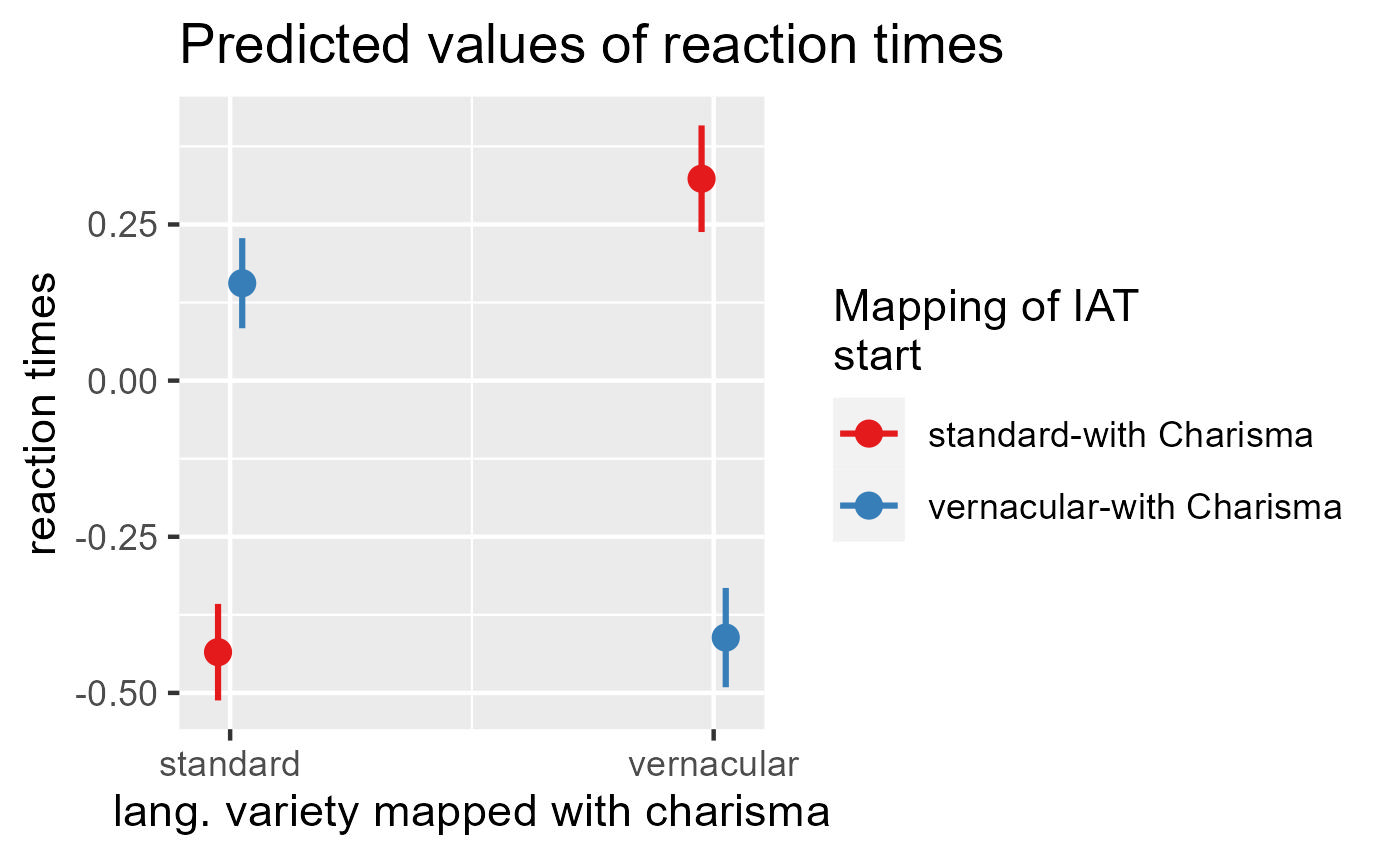 Predicted values of reaction times
0.25
0.00
-0.25
-0.50
reaction times
standard
vernacular
lang. variety mapped with charisma
Mapping of IAT
start
standard-with Charisma
vernacular-with Charisma